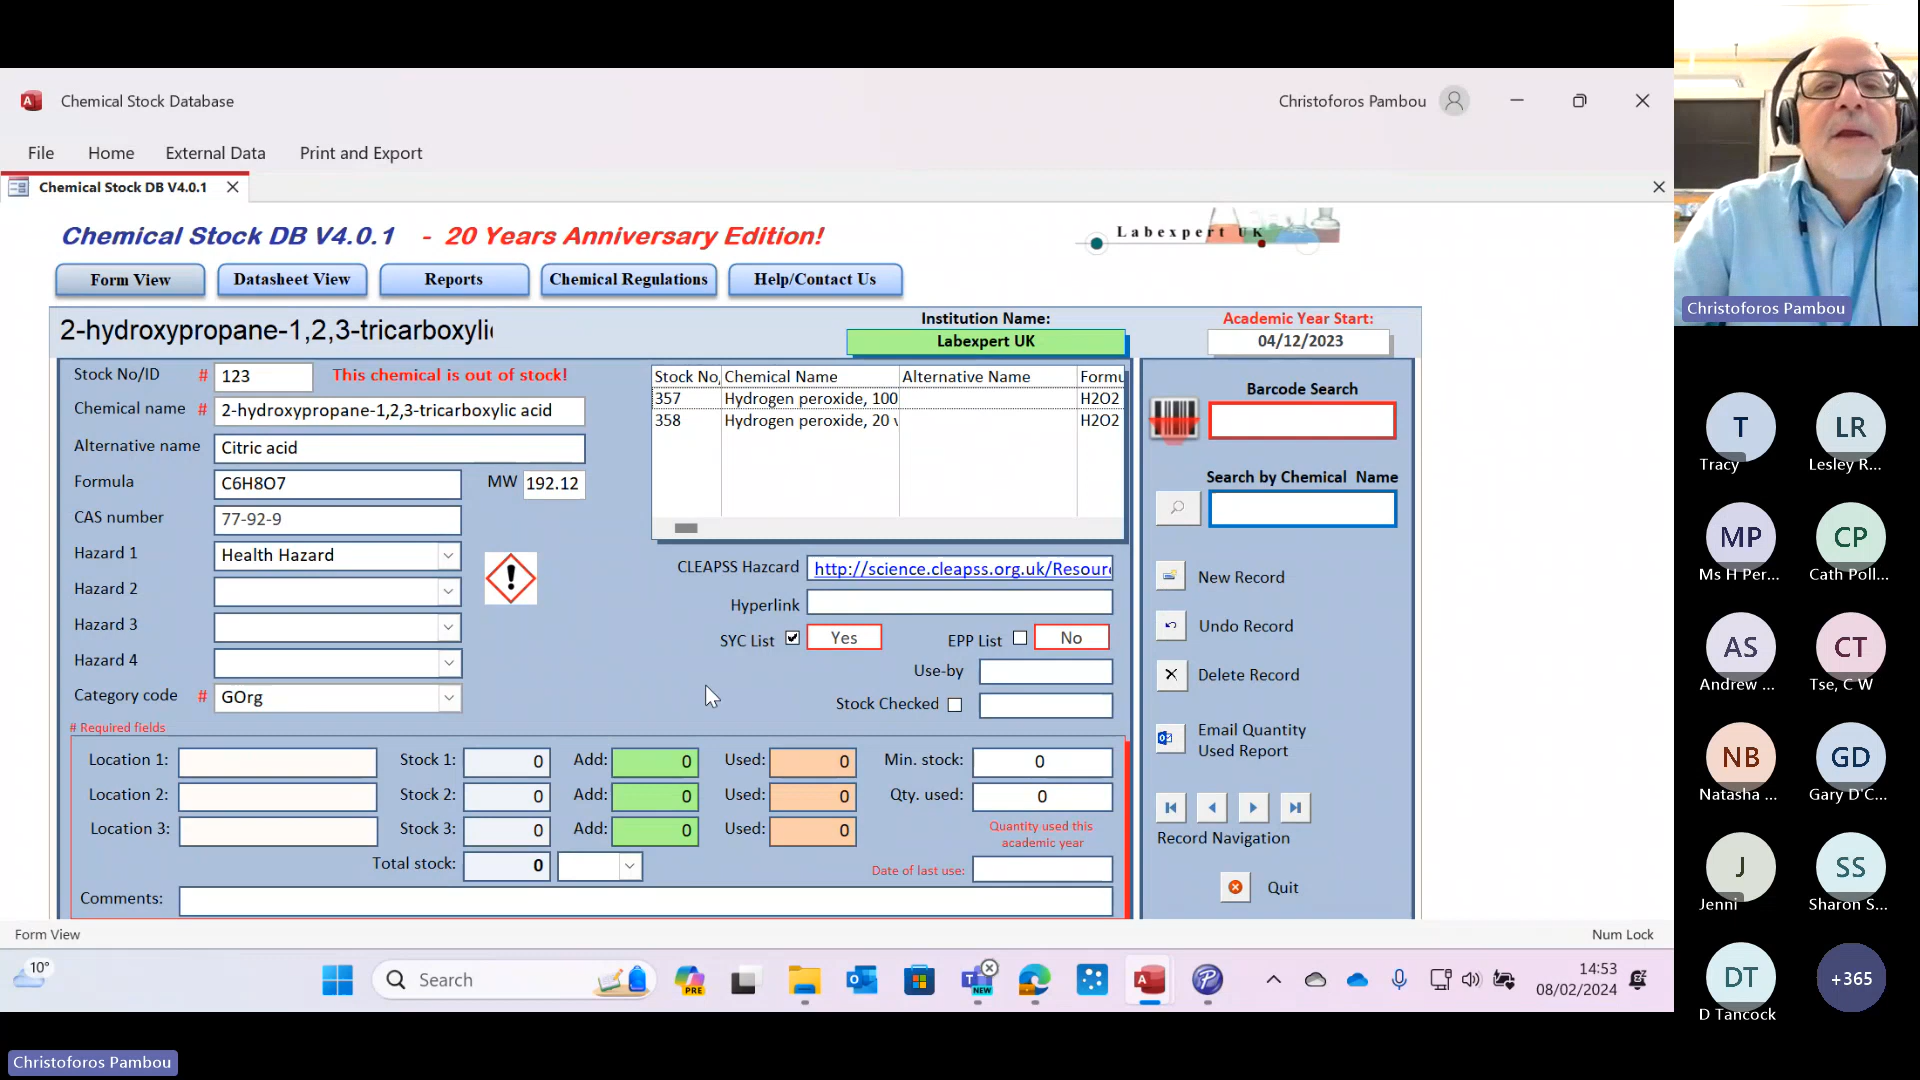 Chemical Stock Database
Christoforos Pambou
File Home External Data Print and Export
Chemical Stock DB V4.0.1
Chemical Stock DB V4.0.1 - 20 Years Anniversary Edition!
Labexpert UK
Form View Datasheet View Reports Chemical Regulations Help/Contact Us
2-hydroxypropane-1,2,3-tricarboxylic
Institution Name:
Labexpert UK
Academic Year Start:
04/12/2023
Stock No/ID # 123 This chemical is out of stock!
Chemical name # 2-hydroxypropane-1,2,3-tricarboxylic acid
Alternative name Citric acid
Formula C6H8O7 MW 192.12
CAS number 77-92-9
Hazard 1 Health Hazard
Hazard 2
Hazard 3
Hazard 4
Category code # GOrg
# Required fields
Stock No, Chemical Name Alternative Name Formu
357 Hydrogen peroxide, 100 H2O2
358 Hydrogen peroxide, 20 v H2O2
CLEAPSS Hazcard http://science.cleapss.org.uk/Resour
Hyperlink
SYC List Yes EPP List No
Use-by
Stock Checked
Location 1: Stock 1: 0 Add: 0 Used: 0 Min. stock: 0
Location 2: Stock 2: 0 Add: 0 Used: 0 Qty. used: 0
Location 3: Stock 3: 0 Add: 0 Used: 0 Quantity used this
academic year
Total stock: 0 Date of last use:
Comments:
Barcode Search
Search by Chemical Name
New Record
Undo Record
Delete Record
Email Quantity
Used Report
Record Navigation
Quit
Form View
Num Lock
10°
Search
PRE
NEW
14:53
08/02/2024
Christoforos Pambou
Christoforos Pambou
T LR
Tracy Lesley R...
MP CP
Ms H Per... Cath Poll...
AS CT
Andrew ... Tse, C W
NB GD
Natasha ... Gary D'C...
J SS
Jenni Sharon S...
DT +365
D Tancock